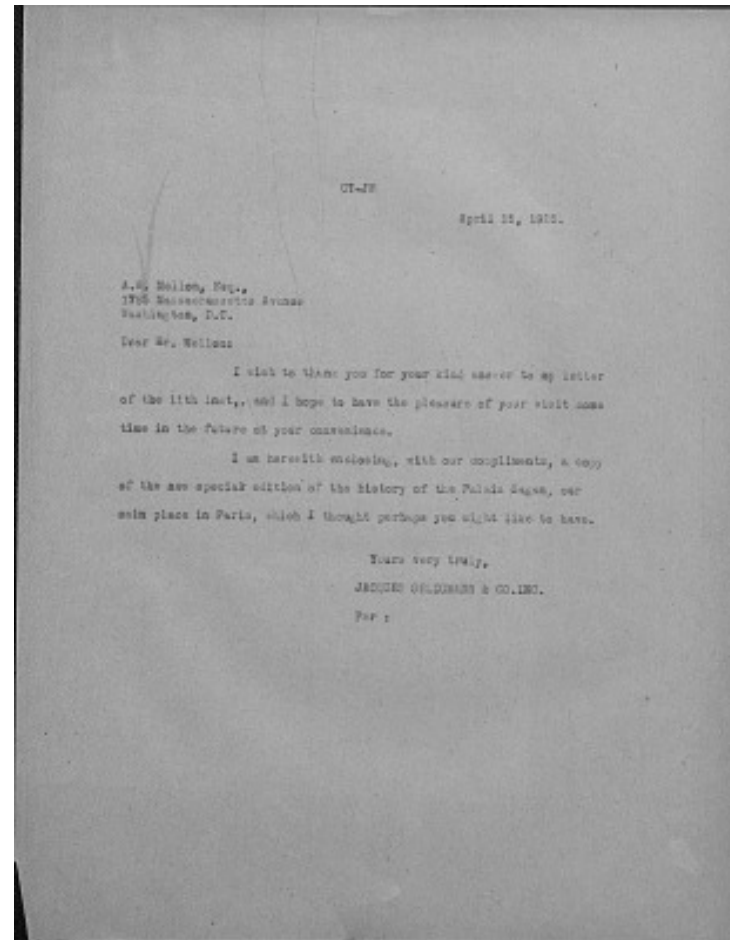 April
A.W. Mellon, Esq.,
Massachusetts Avenue
Washington, D.C.
Dear Mr. Mellon:
I wish to thank you for your kind answer to my letter
of the 11th inst,. and I hope to have the pleasure of your visit some
time in the future at your convenience.
I am herewith enclosing, with our compliments, a copy
of the new special edition of the history of the Palais Sagan, our
main place in Paris, which I thought perhaps you might like to have.
Yours very truly,
JACQUES SELIGMANN & CO.INC.
Per :